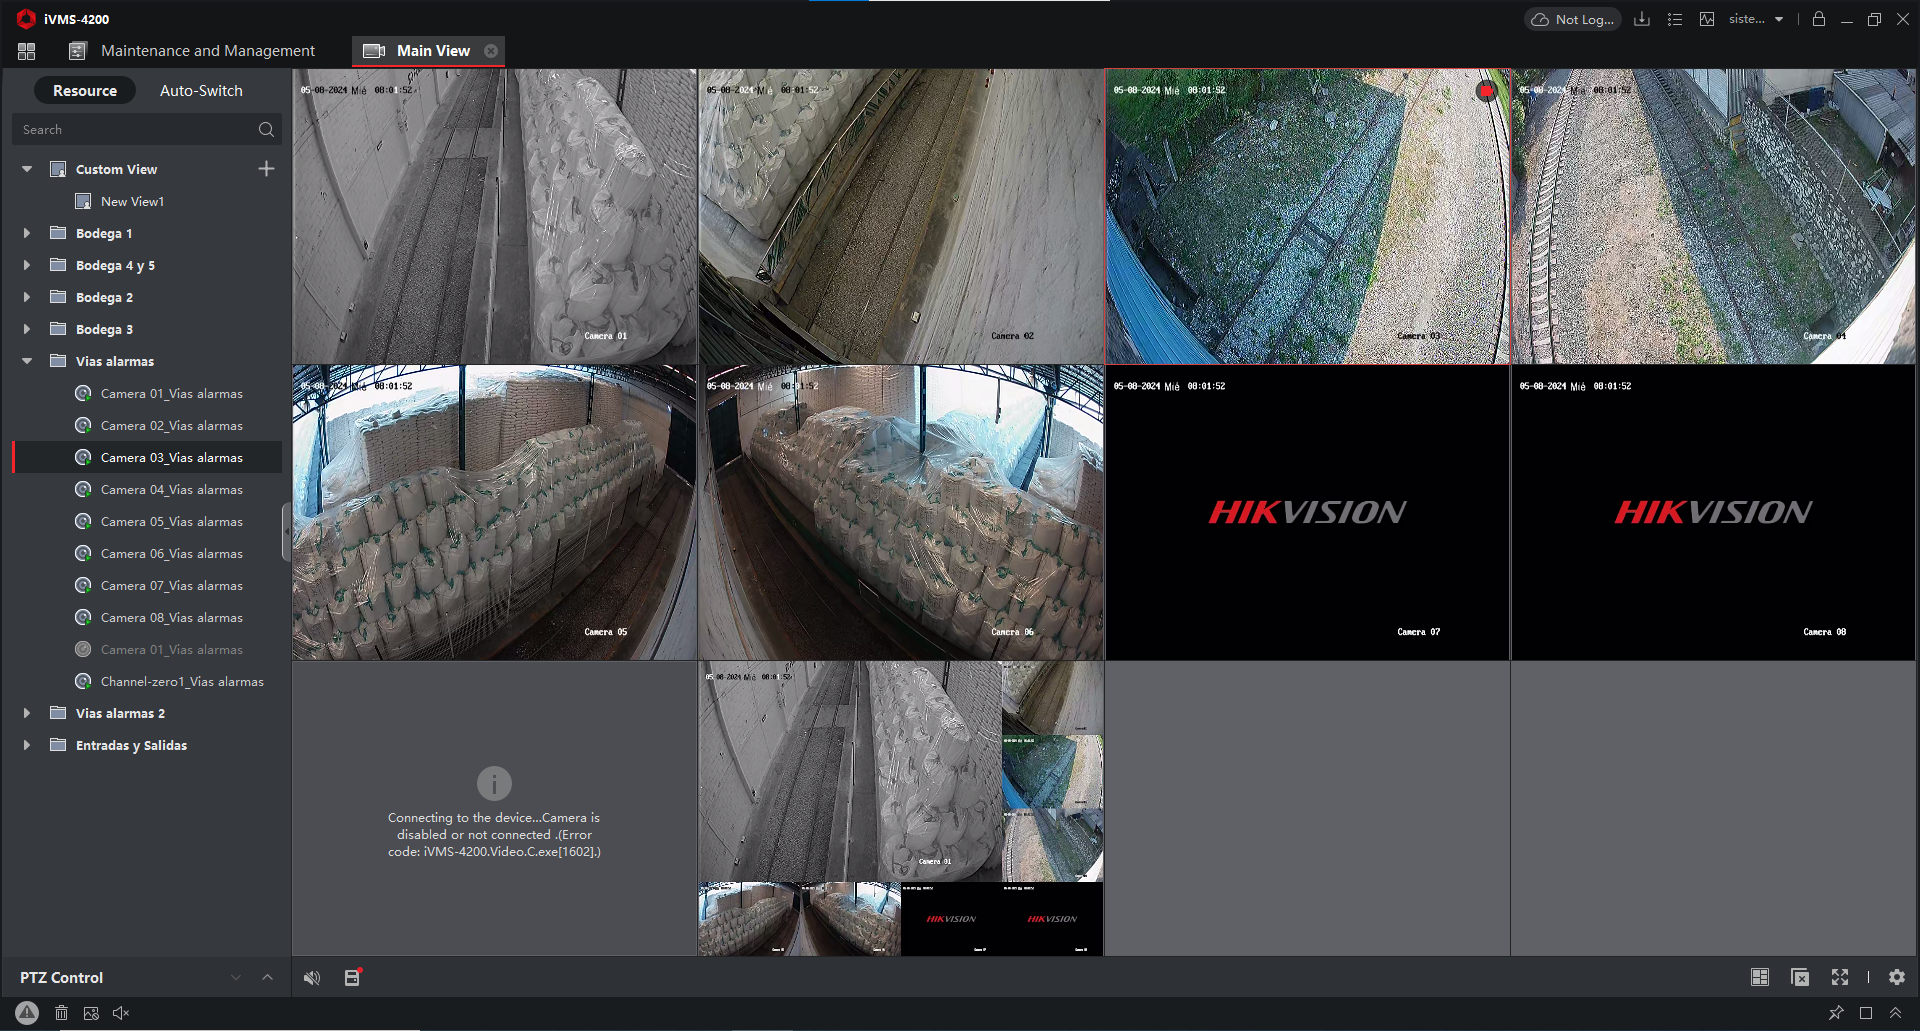 iVMS-4200
Not Log...
siste...
Maintenance and Management
Main View
Resource
Auto-Switch
Search
Custom View
New View1
Bodega 1
Bodega 4 y 5
Bodega 2
Bodega 3
Vias alarmas
Camera 01_Vias alarmas
Camera 02_Vias alarmas
Camera 03_Vias alarmas
Camera 04_Vias alarmas
Camera 05_Vias alarmas
Camera 06_Vias alarmas
Camera 07_Vias alarmas
Camera 08_Vias alarmas
Camera 01_Vias alarmas
Channel-zero1_Vias alarmas
Vias alarmas 2
Entradas y Salidas
PTZ Control
05-08-2024 Mié 08:01:52
Camera 01
05-08-2024 Mié 08:01:52
Camera 02
05-08-2024 Mié 08:01:52
Camera 03
05-08-2024 Mié 08:01:52
Camera 04
05-08-2024 Mié 08:01:52
Camera 05
05-08-2024 Mié 08:01:52
Camera 06
05-08-2024 Mié 08:01:52
HIKVISION
Camera 07
05-08-2024 Mié 08:01:52
HIKVISION
Camera 08
Connecting to the device...Camera is
disabled or not connected .(Error
code: iVMS-4200.Video.C.exe[1602].)
05-08-2024 Mié 08:01:52
Camera 01
HIKVISION
HIKVISION